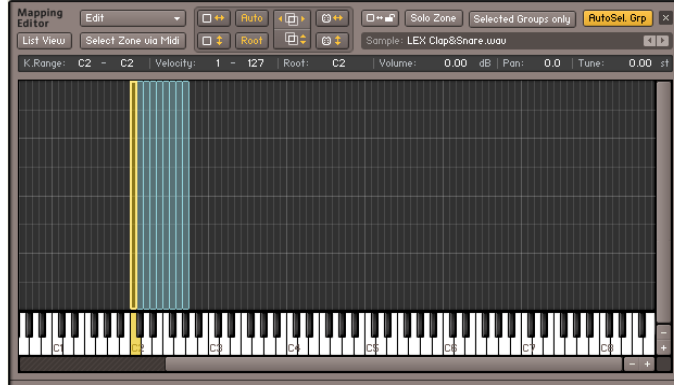 Mapping Editor
Edit
Auto
Solo Zone
Selected Groups only
AutoSel. Grp
×
List View
Select Zone via Midi
Root
Sample: LEX Clap&Snare.wav
K.Range: C2 - C2 | Velocity: 1 - 127 | Root: C2 | Volume: 0.00 dB | Pan: 0.0 | Tune: 0.00 st
C1 C2 C3 C4 C5 C6 C7 C8
- +
- +